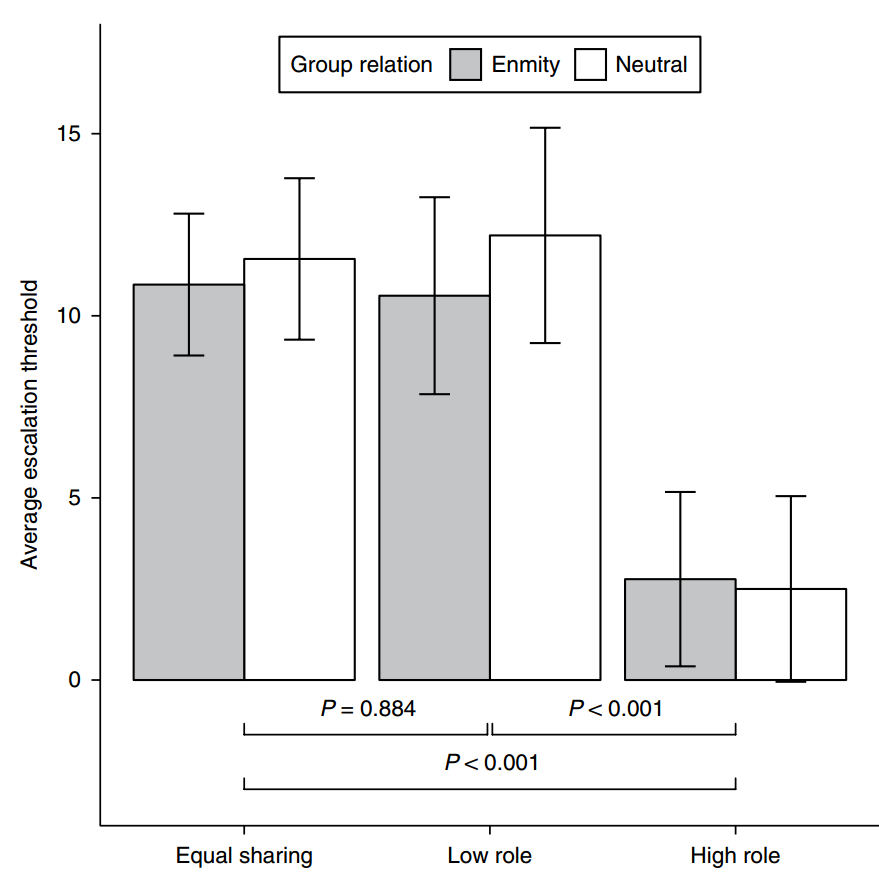 Group relation Enmity Neutral
Average escalation threshold
15
10
5
0
P = 0.884 P < 0.001
P < 0.001
Equal sharing Low role High role